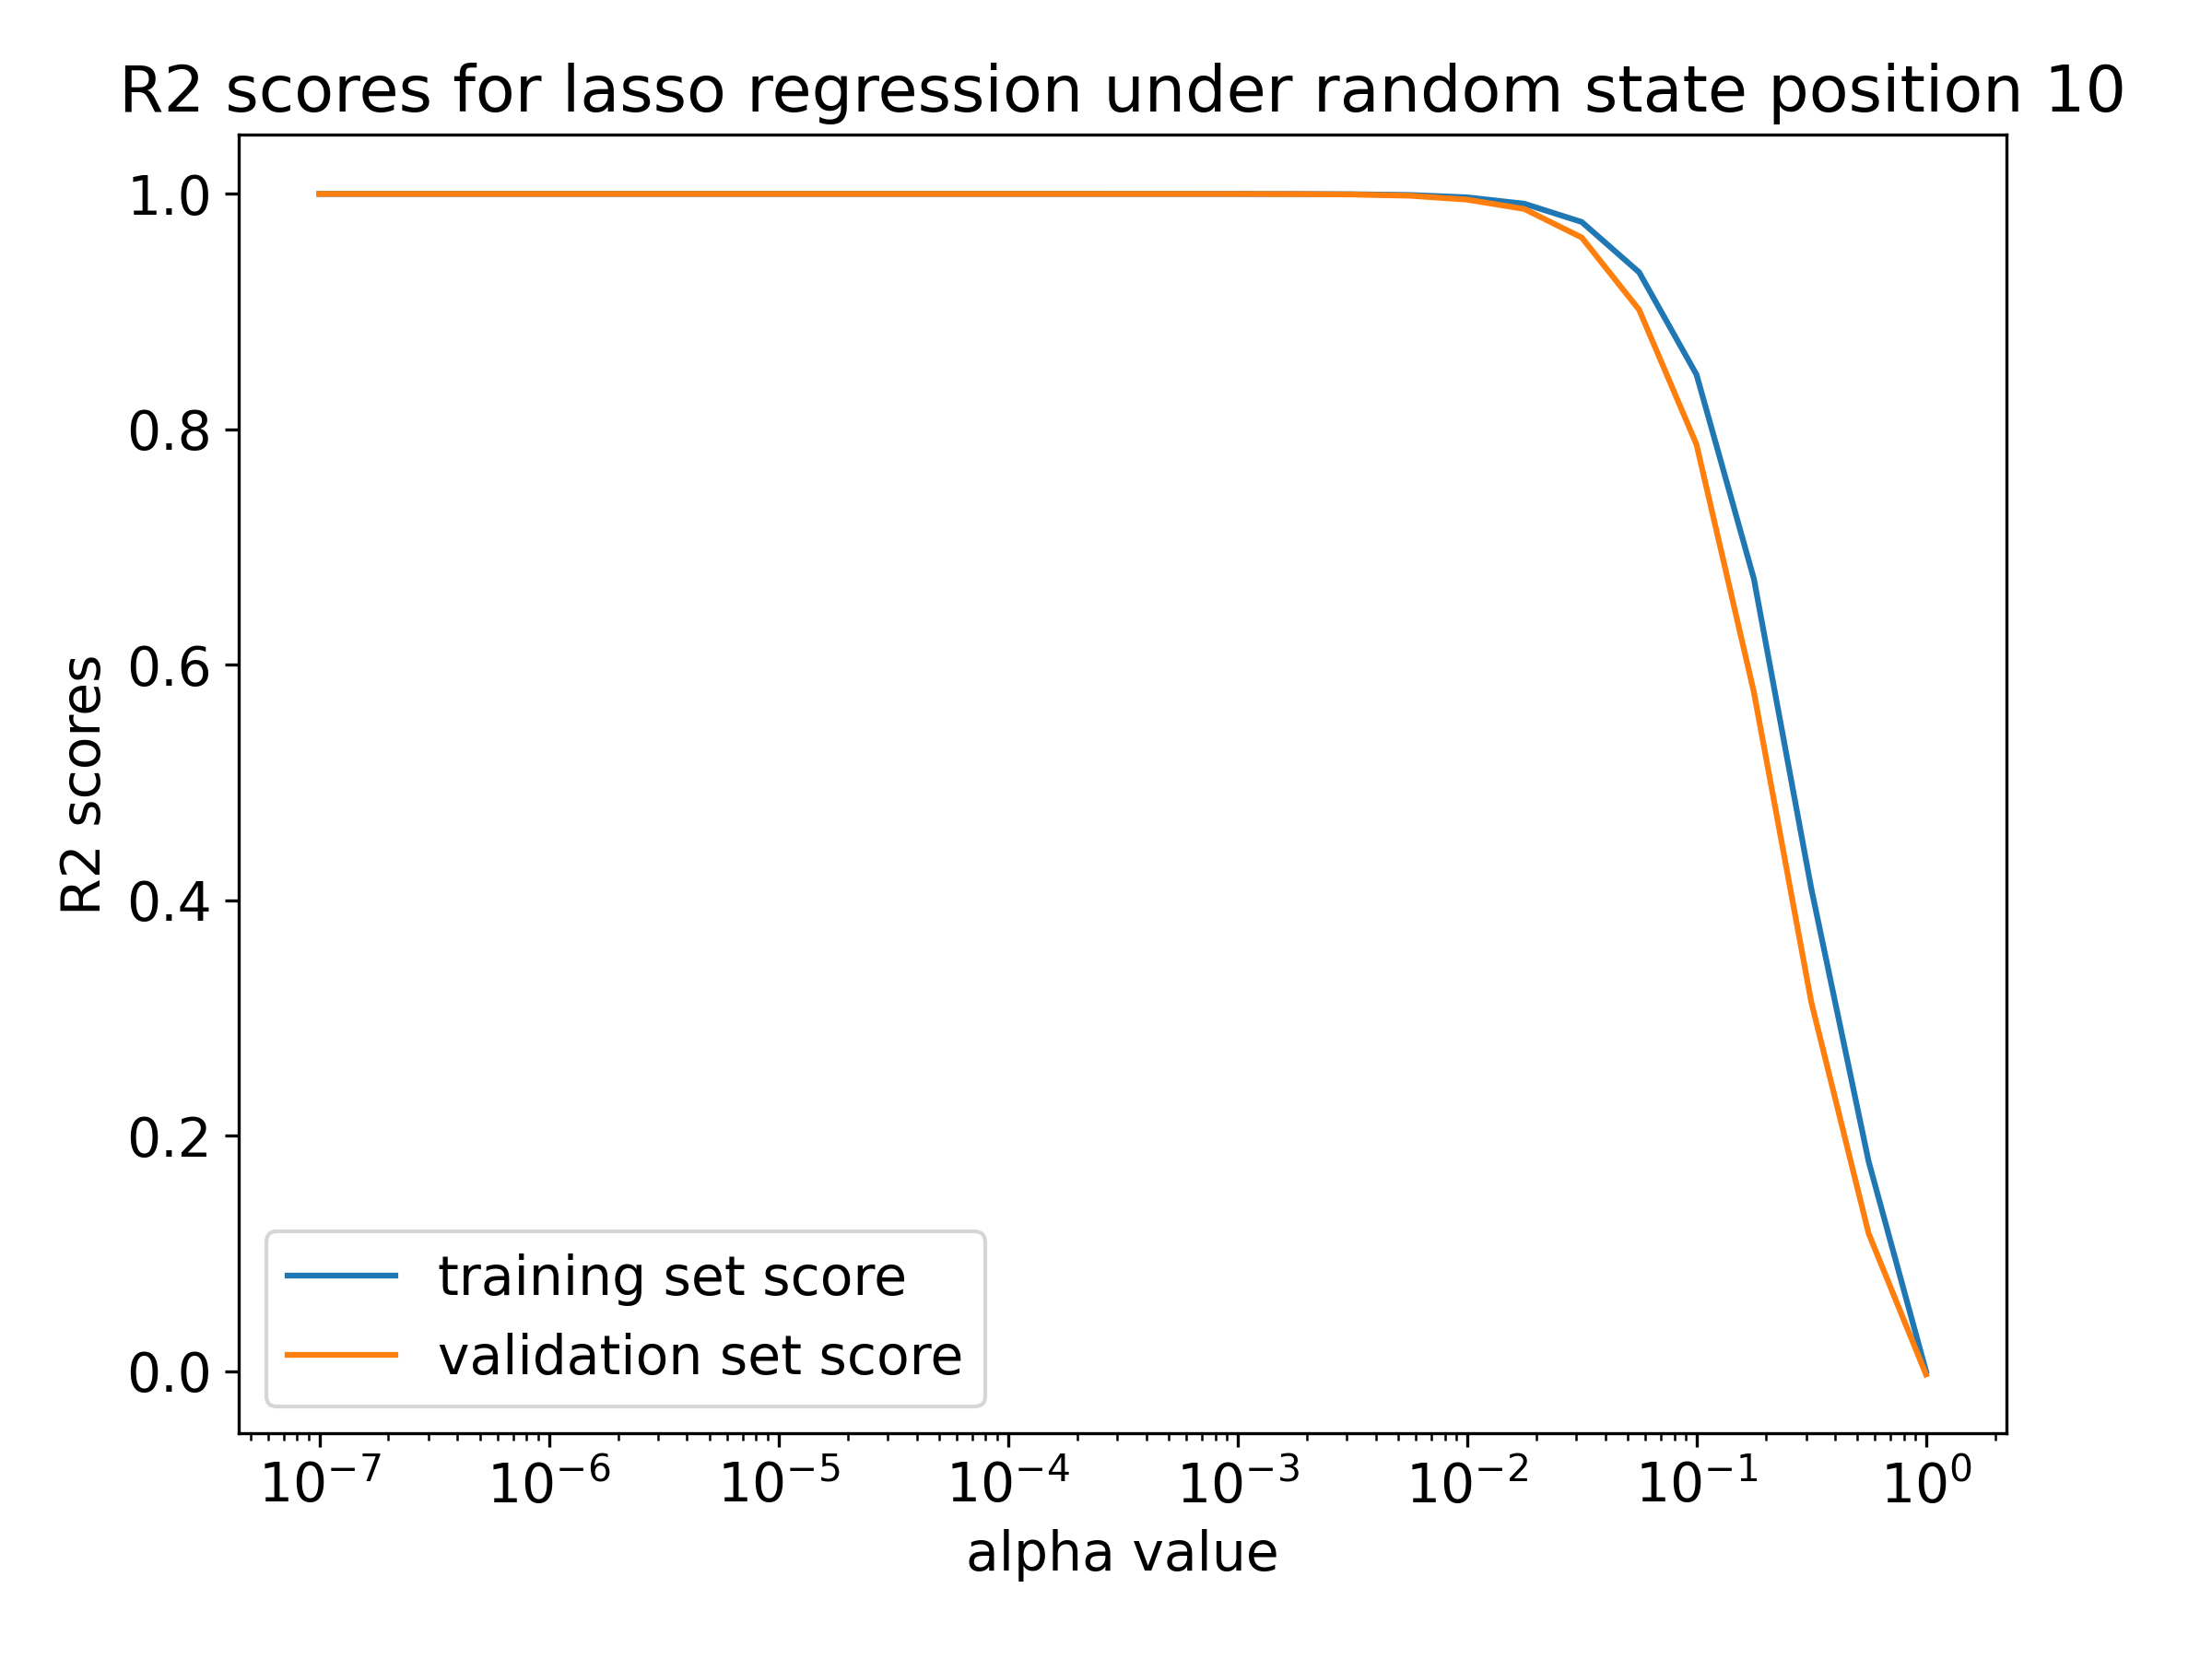 R2 scores for lasso regression under random state position 10
R2 scores
1.0
0.8
0.6
0.4
0.2
0.0
training set score
validation set score
10⁻⁷ 10⁻⁶ 10⁻⁵ 10⁻⁴ 10⁻³ 10⁻² 10⁻¹ 10⁰
alpha value